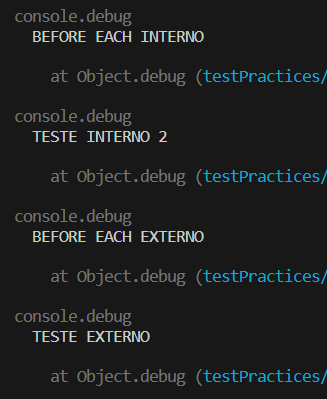 console.debug
BEFORE EACH INTERNO
at Object.debug (testPractices/
console.debug
TESTE INTERNO 2
at Object.debug (testPractices/
console.debug
BEFORE EACH EXTERNO
at Object.debug (testPractices/
console.debug
TESTE EXTERNO
at Object.debug (testPractices/